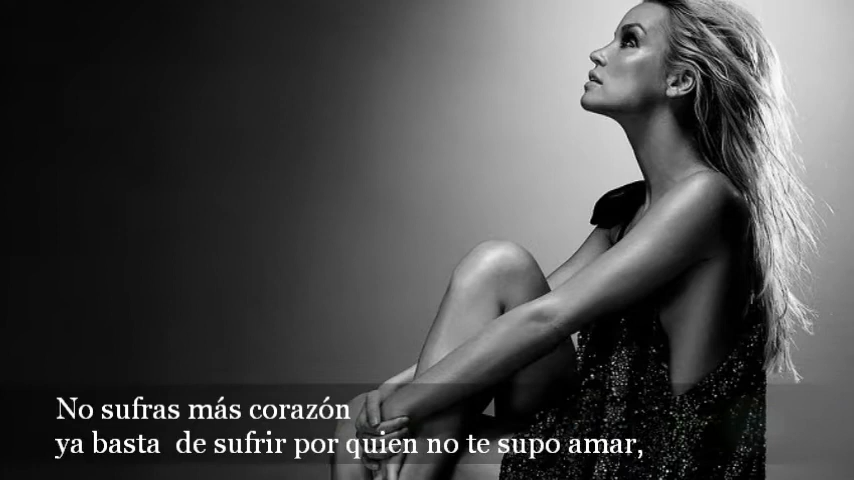 No sufras más corazón
ya basta  de sufrir por quien no te supo amar,